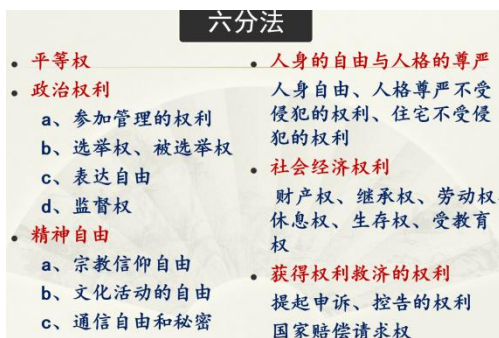 六分法
平等权
政治权利
a、参加管理的权利
b、选举权、被选举权
c、表达自由
d、监督权
精神自由
a、宗教信仰自由
b、文化活动的自由
c、通信自由和秘密
人身的自由与人格的尊严
人身自由、人格尊严不受
侵犯的权利、住宅不受侵
犯的权利
社会经济权利
财产权、继承权、劳动权、
休息权、生存权、受教育
权
获得权利救济的权利
提起申诉、控告的权利
国家赔偿请求权